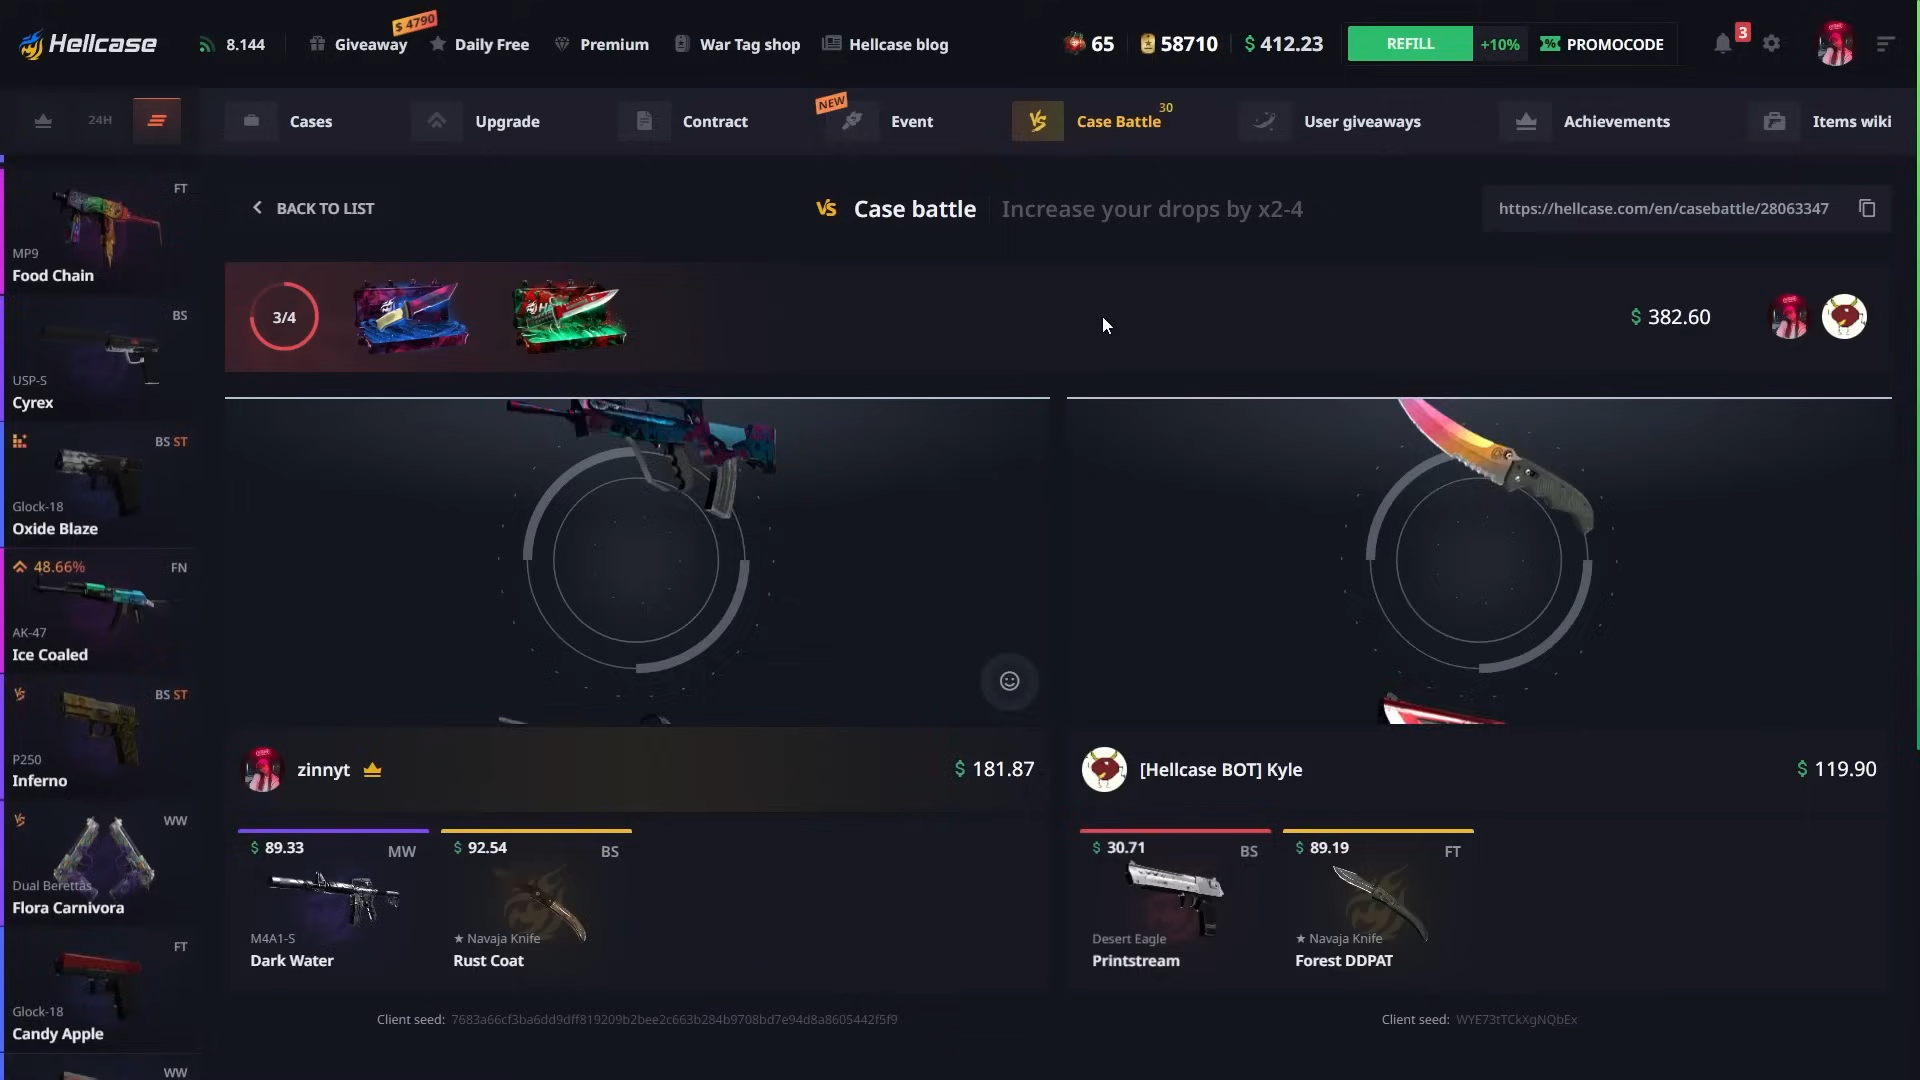 Hellcase
8.144
Giveaway
$ 4790
Daily Free
Premium
War Tag shop
Hellcase blog
65
58710
$ 412.23
REFILL
+10%
PROMOCODE
3
24H
Cases
Upgrade
Contract
NEW
Event
VS
Case Battle
30
User giveaways
Achievements
Items wiki
BACK TO LIST
VS
Case battle
Increase your drops by x2-4
https://hellcase.com/en/casebattle/28063347
3/4
$ 382.60
FT
MP9
Food Chain
BS
USP-S
Cyrex
BS ST
Glock-18
Oxide Blaze
48.66%
FN
AK-47
Ice Coaled
VS
BS ST
P250
Inferno
VS
WW
Dual Berettas
Flora Carnivora
FT
Glock-18
Candy Apple
WW
zinnyt
$ 181.87
[Hellcase BOT] Kyle
$ 119.90
$ 89.33
MW
M4A1-S
Dark Water
$ 92.54
BS
★ Navaja Knife
Rust Coat
$ 30.71
BS
Desert Eagle
Printstream
$ 89.19
FT
★ Navaja Knife
Forest DDPAT
Client seed: 7683a66cf3ba6dd9dff819209b2bee2c663b284b9708bd7e94d8a8605442f5f9
Client seed: WYE73tTCkXgNQbEx